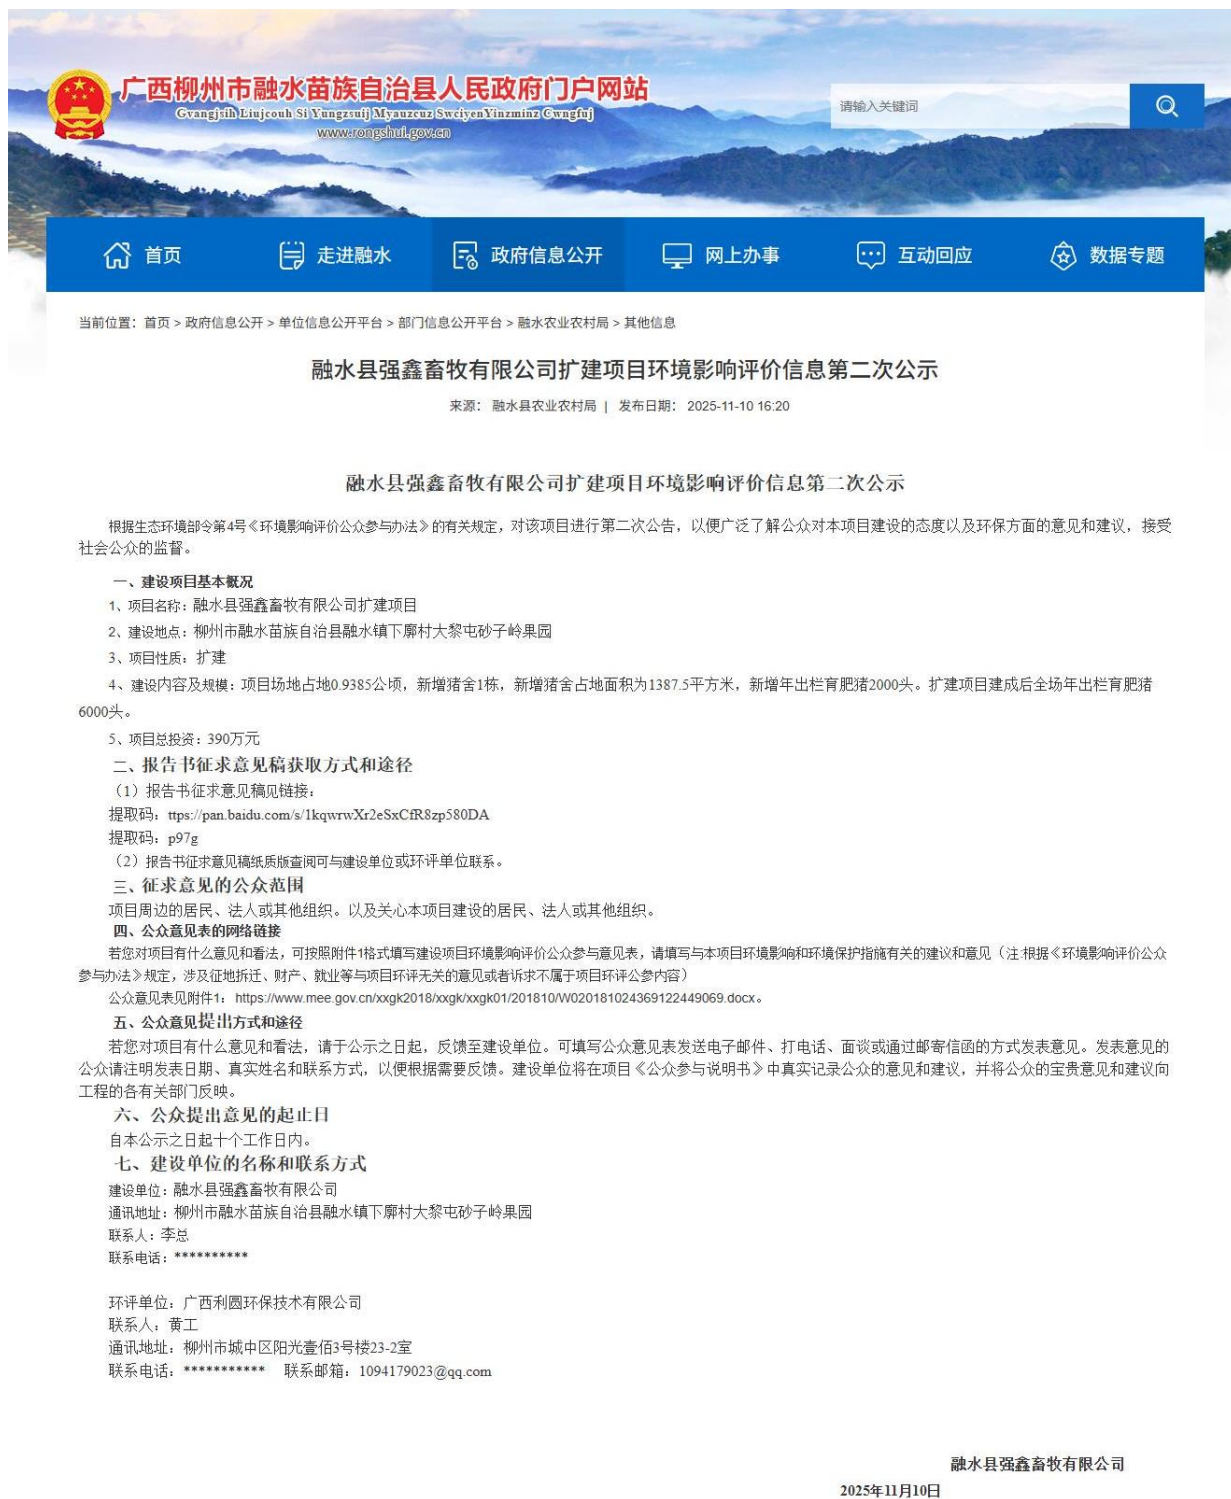 广西柳州市融水苗族自治县人民政府门户网站
Gvangjsih Liujcouh Si Yungzsuij Myauzcuz SwciyenYinzminz Cwngfuj
www.rongshui.gov.cn
请输入关键词
首页 走进融水 政府信息公开 网上办事 互动回应 数据专题
当前位置：首页 > 政府信息公开 > 单位信息公开平台 > 部门信息公开平台 > 融水农业农村局 > 其他信息
融水县强鑫畜牧有限公司扩建项目环境影响评价信息第二次公示
来源： 融水县农业农村局 | 发布日期： 2025-11-10 16:20
融水县强鑫畜牧有限公司扩建项目环境影响评价信息第二次公示
根据生态环境部令第4号《环境影响评价公众参与办法》的有关规定，对该项目进行第二次公告，以便广泛了解公众对本项目建设的态度以及环保方面的意见和建议，接受
社会公众的监督。
一、建设项目基本概况
1、项目名称：融水县强鑫畜牧有限公司扩建项目
2、建设地点：柳州市融水苗族自治县融水镇下廓村大黎屯砂子岭果园
3、项目性质：扩建
4、建设内容及规模：项目场地占地0.9385公顷，新增猪舍1栋，新增猪舍占地面积为1387.5平方米，新增年出栏育肥猪2000头。扩建项目建成后全场年出栏育肥猪
6000头。
5、项目总投资：390万元
二、报告书征求意见稿获取方式和途径
（1）报告书征求意见稿见链接：
提取码：ttps://pan.baidu.com/s/1kqwrwXr2eSxCfR8zp580DA
提取码：p97g
（2）报告书征求意见稿纸质版查阅可与建设单位或环评单位联系。
三、征求意见的公众范围
项目周边的居民、法人或其他组织。以及关心本项目建设的居民、法人或其他组织。
四、公众意见表的网络链接
若您对项目有什么意见和看法，可按照附件1格式填写建设项目环境影响评价公众参与意见表，请填写与本项目环境影响和环境保护指施有关的建议和意见（注:根据《环境影响评价公众
参与办法》规定，涉及征地拆迁、财产、就业等与项目环评无关的意见或者诉求不属于项目环评公参内容）
公众意见表见附件1：https://www.mee.gov.cn/xxgk2018/xxgk/xxgk01/201810/W020181024369122449069.docx。
五、公众意见提出方式和途径
若您对项目有什么意见和看法，请于公示之日起，反馈至建设单位。可填写公众意见表发送电子邮件、打电话、面谈或通过邮寄信函的方式发表意见。发表意见的
公众请注明发表日期、真实姓名和联系方式，以便根据需要反馈。建设单位将在项目《公众参与说明书》中真实记录公众的意见和建议，并将公众的宝贵意见和建议向
工程的各有关部门反映。
六、公众提出意见的起止日
自本公示之日起十个工作日内。
七、建设单位的名称和联系方式
建设单位：融水县强鑫畜牧有限公司
通讯地址：柳州市融水苗族自治县融水镇下廓村大黎屯砂子岭果园
联系人：李总
联系电话：**********
环评单位：广西利圆环保技术有限公司
联系人：黄工
通讯地址：柳州市城中区阳光壹佰3号楼23-2室
联系电话：*********** 联系邮箱：1094179023@qq.com
融水县强鑫畜牧有限公司
2025年11月10日